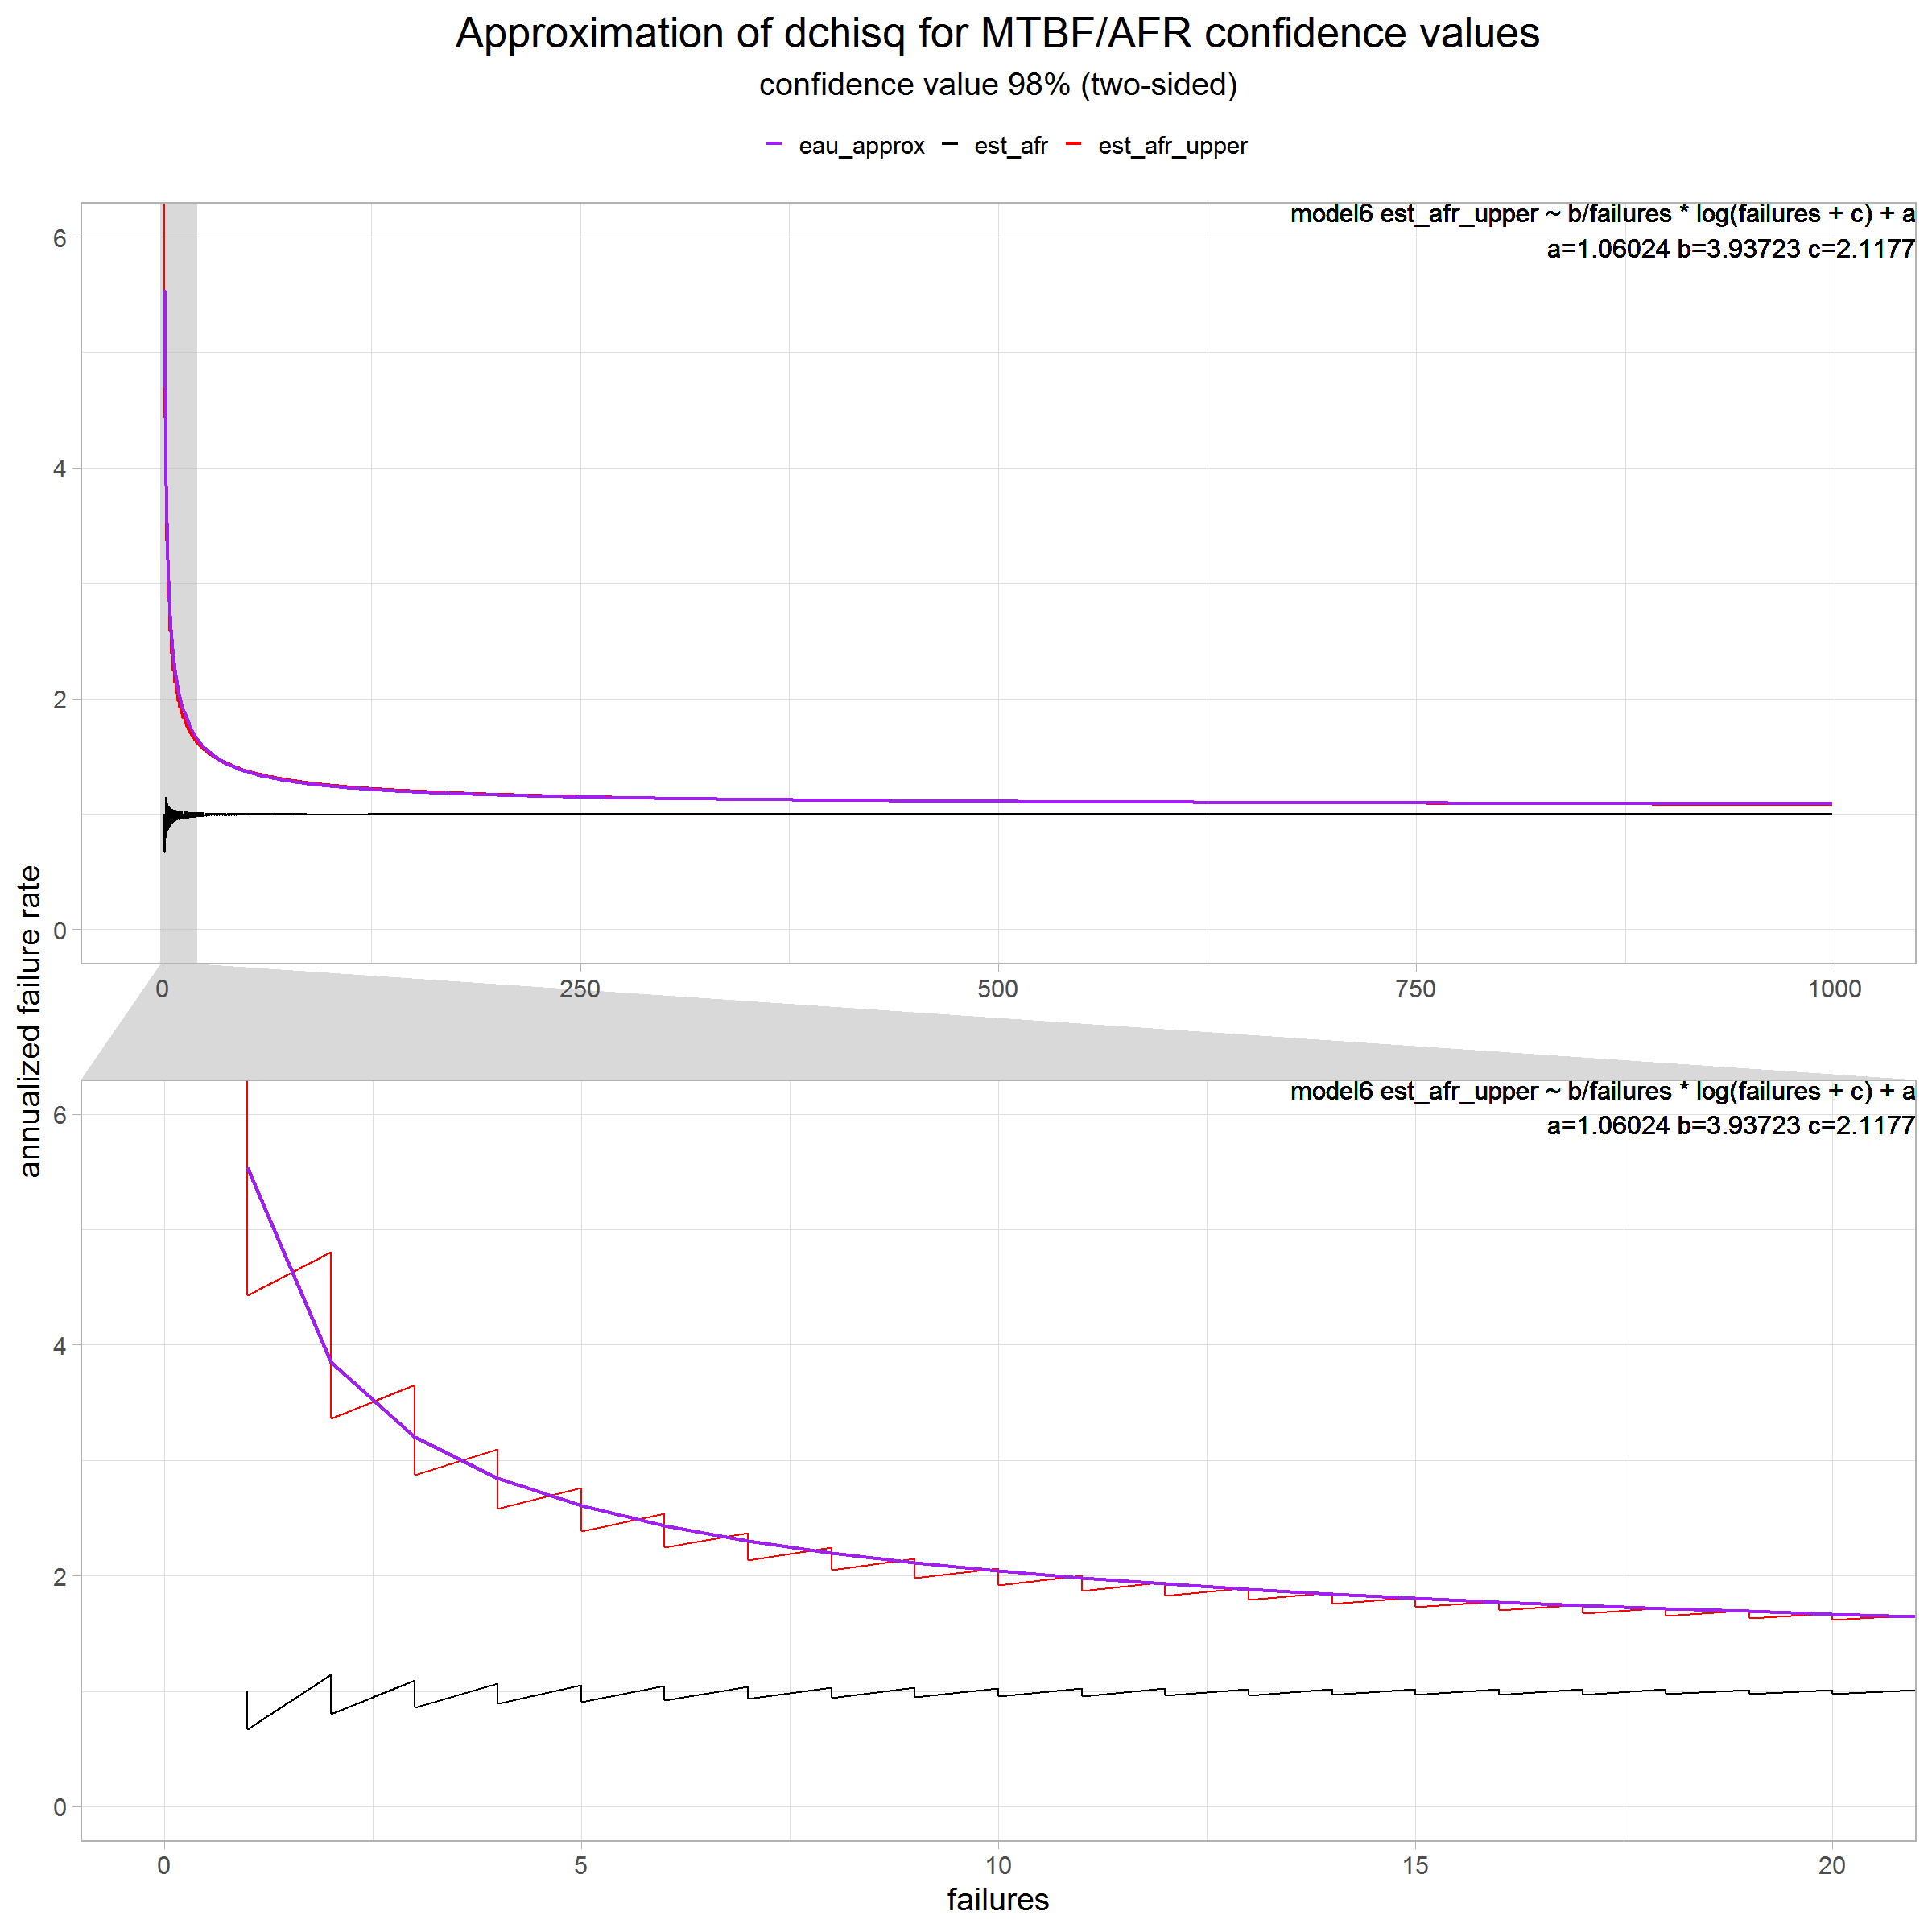 Approximation of dchisq for MTBF/AFR confidence values
confidence value 98% (two-sided)
eau_approx est_afr est_afr_upper
model6 est_afr_upper ~ b/failures * log(failures + c) + a
a=1.06024 b=3.93723 c=2.1177
6
4
2
0
0 250 500 750 1000
annualized failure rate
model6 est_afr_upper ~ b/failures * log(failures + c) + a
a=1.06024 b=3.93723 c=2.1177
6
4
2
0
0 5 10 15 20
failures